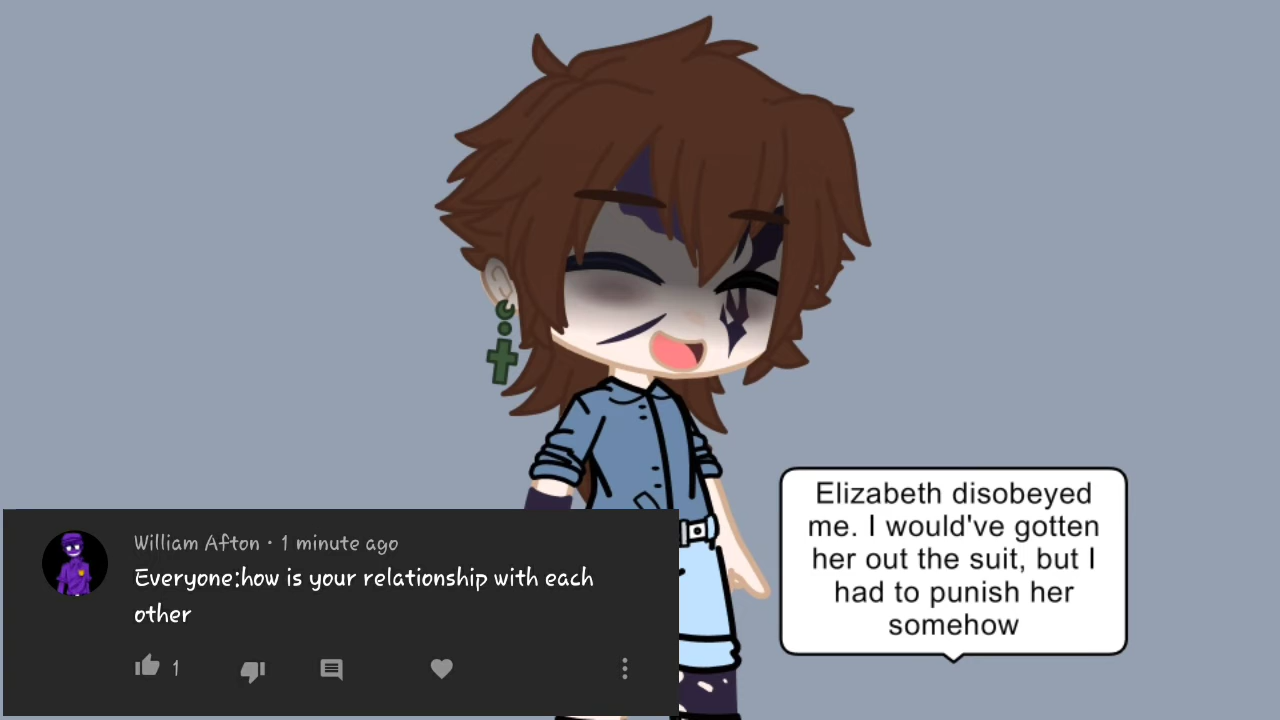 William Afton · 1 minute ago
Everyone:how is your relationship with each
other
1
Elizabeth disobeyed
me. I would've gotten
her out the suit, but I
had to punish her
somehow